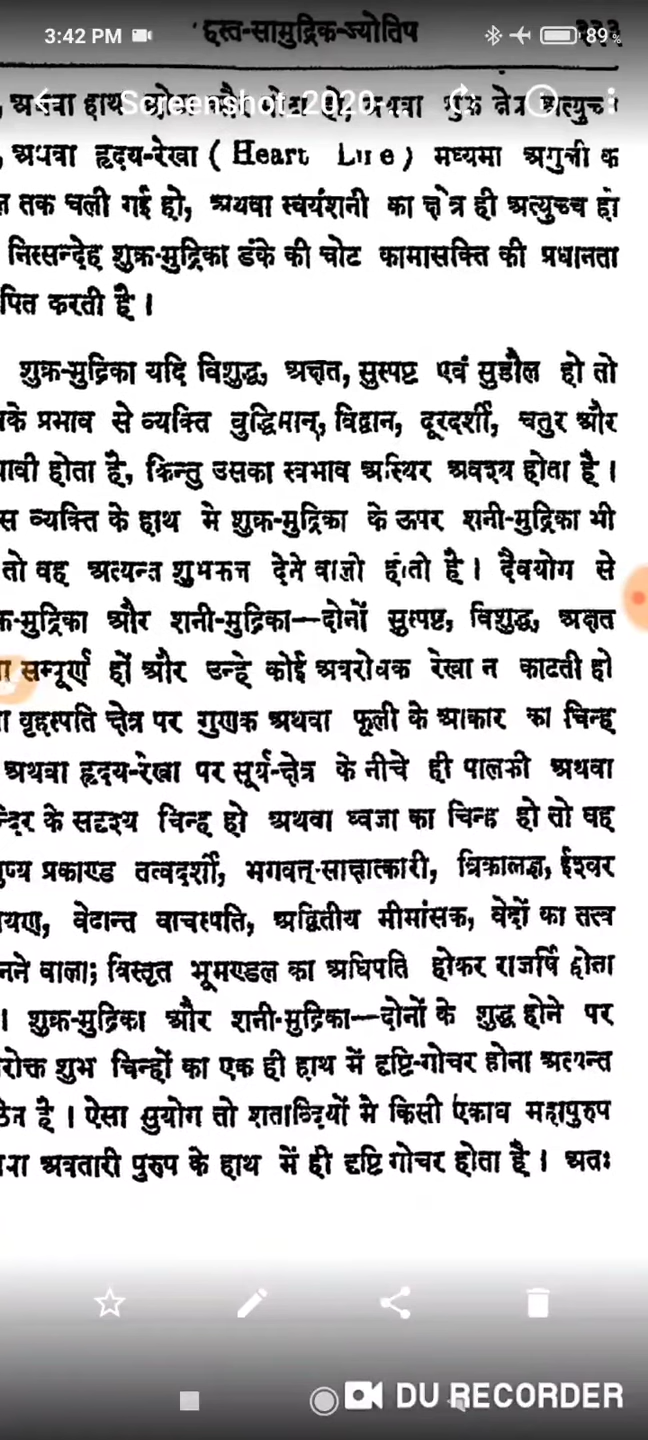 3:42 PM 89%
हस्त-सामुद्रिक-ज्योतिष
Screenshot_2020-...
अथवा हृदय-रेखा ( Heart Line ) मध्यमा अगुली क
तक चली गई हो, अथवा स्वयंशनी का क्षेत्र ही अत्युच्च हो
निस्सन्देह शुक्र-मुद्रिका डंके की चोट कामासक्ति की प्रधानता
पित करती है ।
शुक्र-मुद्रिका यदि विशुद्ध, अक्षत, सुस्पष्ट एवं सुडौल हो तो
के प्रभाव से व्यक्ति बुद्धिमान्, विद्वान, दूरदर्शी, चतुर और
ावी होता है, किन्तु उसका स्वभाव अस्थिर अवश्य होता है ।
स व्यक्ति के हाथ मे शुक्र-मुद्रिका के ऊपर शनी-मुद्रिका भी
तो वह अत्यन्त शुभफल देने वाली होती है । दैवयोग से
क्र-मुद्रिका और शनी-मुद्रिका—दोनों सुस्पष्ट, विशुद्ध, अक्षत
सम्पूर्ण हों और उन्हे कोई अवरोधक रेखा न काटती हो
ा वृहस्पति क्षेत्र पर गुणक अथवा फूली के आकार का चिन्ह
अथवा हृदय-रेखा पर सूर्य-क्षेत्र के नीचे ही पालकी अथवा
न्दिर के सदृश्य चिन्ह हो अथवा ध्वजा का चिन्ह हो तो वह
ुष्य प्रकाण्ड तत्वदर्शी, भगवत्-साक्षात्कारी, त्रिकालज्ञ, ईश्वर
यण, वेदान्त वाचस्पति, अद्वितीय मीमांसक, वेदों का तत्व
नने वाला; विस्तृत भूमण्डल का अधिपति होकर राजर्षि होता
। शुक्र-मुद्रिका और शनी-मुद्रिका—दोनों के शुद्ध होने पर
रोक्त शुभ चिन्हों का एक ही हाथ में दृष्टि-गोचर होना अत्यन्त
ठिन है । ऐसा सुयोग तो शताब्दियों मे किसी एकाध महापुरुष
वा अवतारी पुरुष के हाथ में ही दृष्टि गोचर होता है । अतः
DU RECORDER